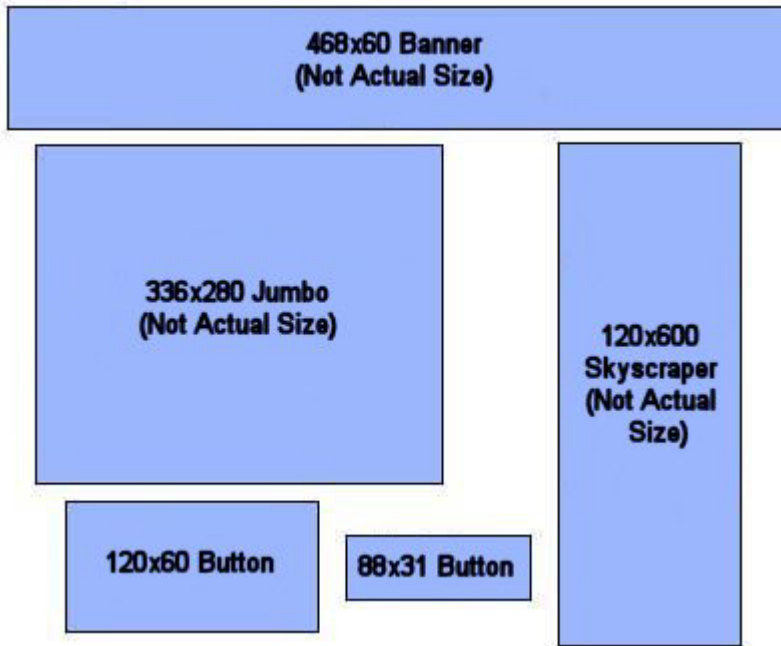 468x60 Banner
(Not Actual Size)
336x280 Jumbo
(Not Actual Size)
120x600
Skyscraper
(Not Actual
Size)
120x60 Button
88x31 Button